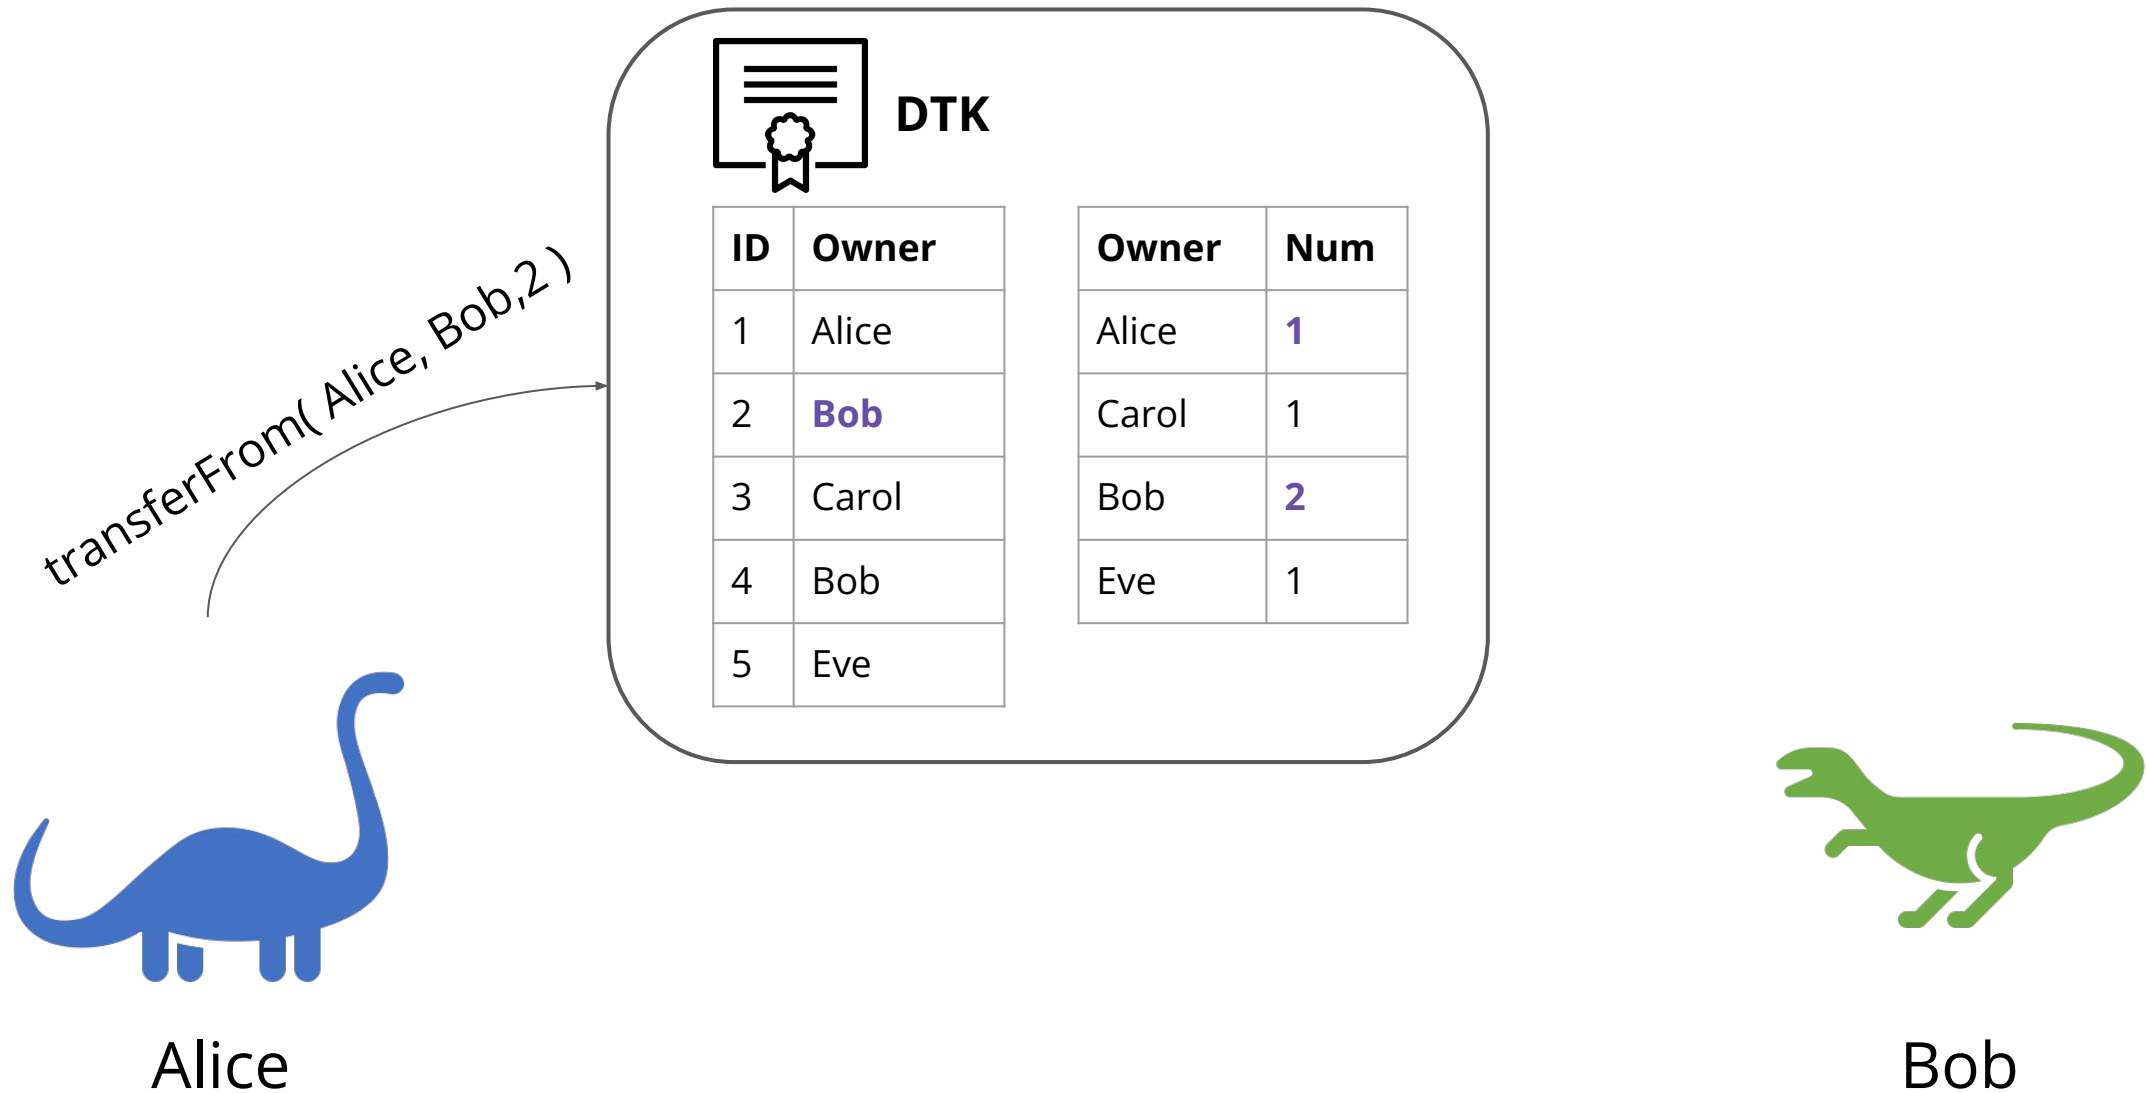 DTK
transferFrom( Alice, Bob,2 )
ID Owner
1 Alice
2 Bob
3 Carol
4 Bob
5 Eve
Owner Num
Alice 1
Carol 1
Bob 2
Eve 1
Alice
Bob